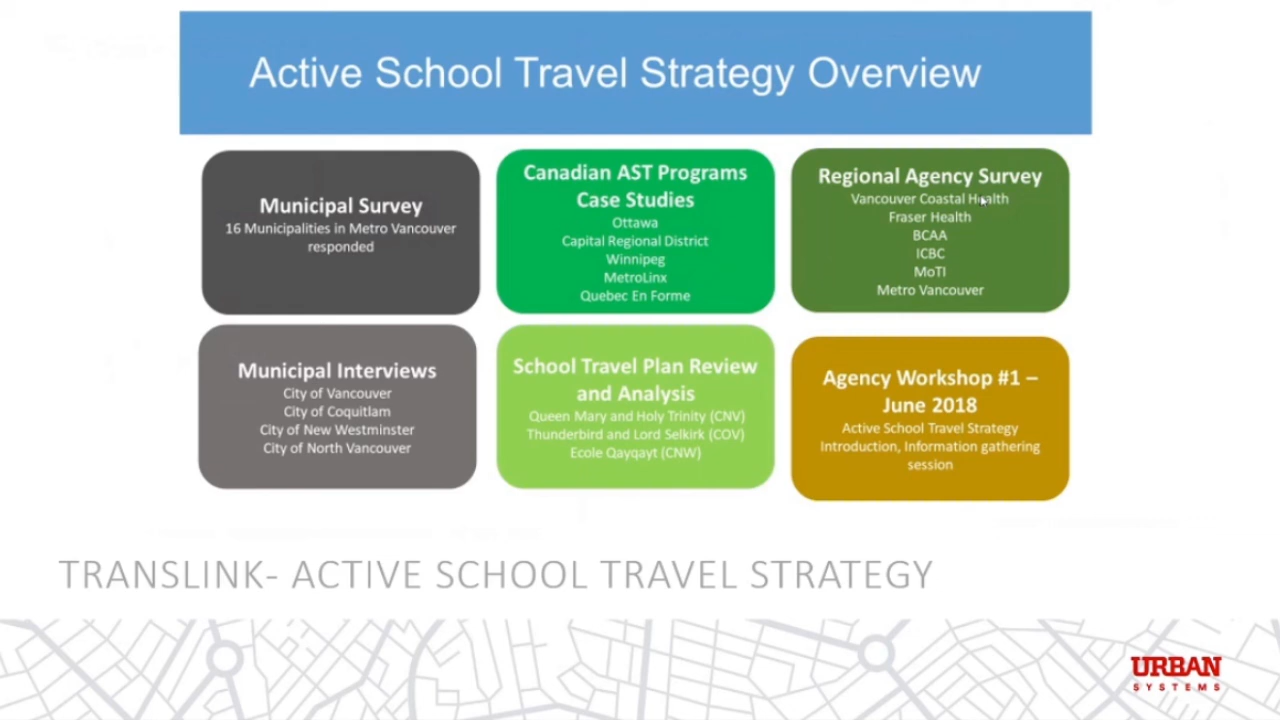 Active School Travel Strategy Overview
Municipal Survey
16 Municipalities in Metro Vancouver
responded
Canadian AST Programs
Case Studies
Ottawa
Capital Regional District
Winnipeg
MetroLinx
Quebec En Forme
Regional Agency Survey
Vancouver Coastal Health
Fraser Health
BCAA
ICBC
MoTI
Metro Vancouver
Municipal Interviews
City of Vancouver
City of Coquitlam
City of New Westminster
City of North Vancouver
School Travel Plan Review
and Analysis
Queen Mary and Holy Trinity (CNV)
Thunderbird and Lord Selkirk (COV)
Ecole Qayqayt (CNW)
Agency Workshop #1 –
June 2018
Active School Travel Strategy
Introduction, Information gathering
session
TRANSLINK- ACTIVE SCHOOL TRAVEL STRATEGY
URBAN
SYSTEMS